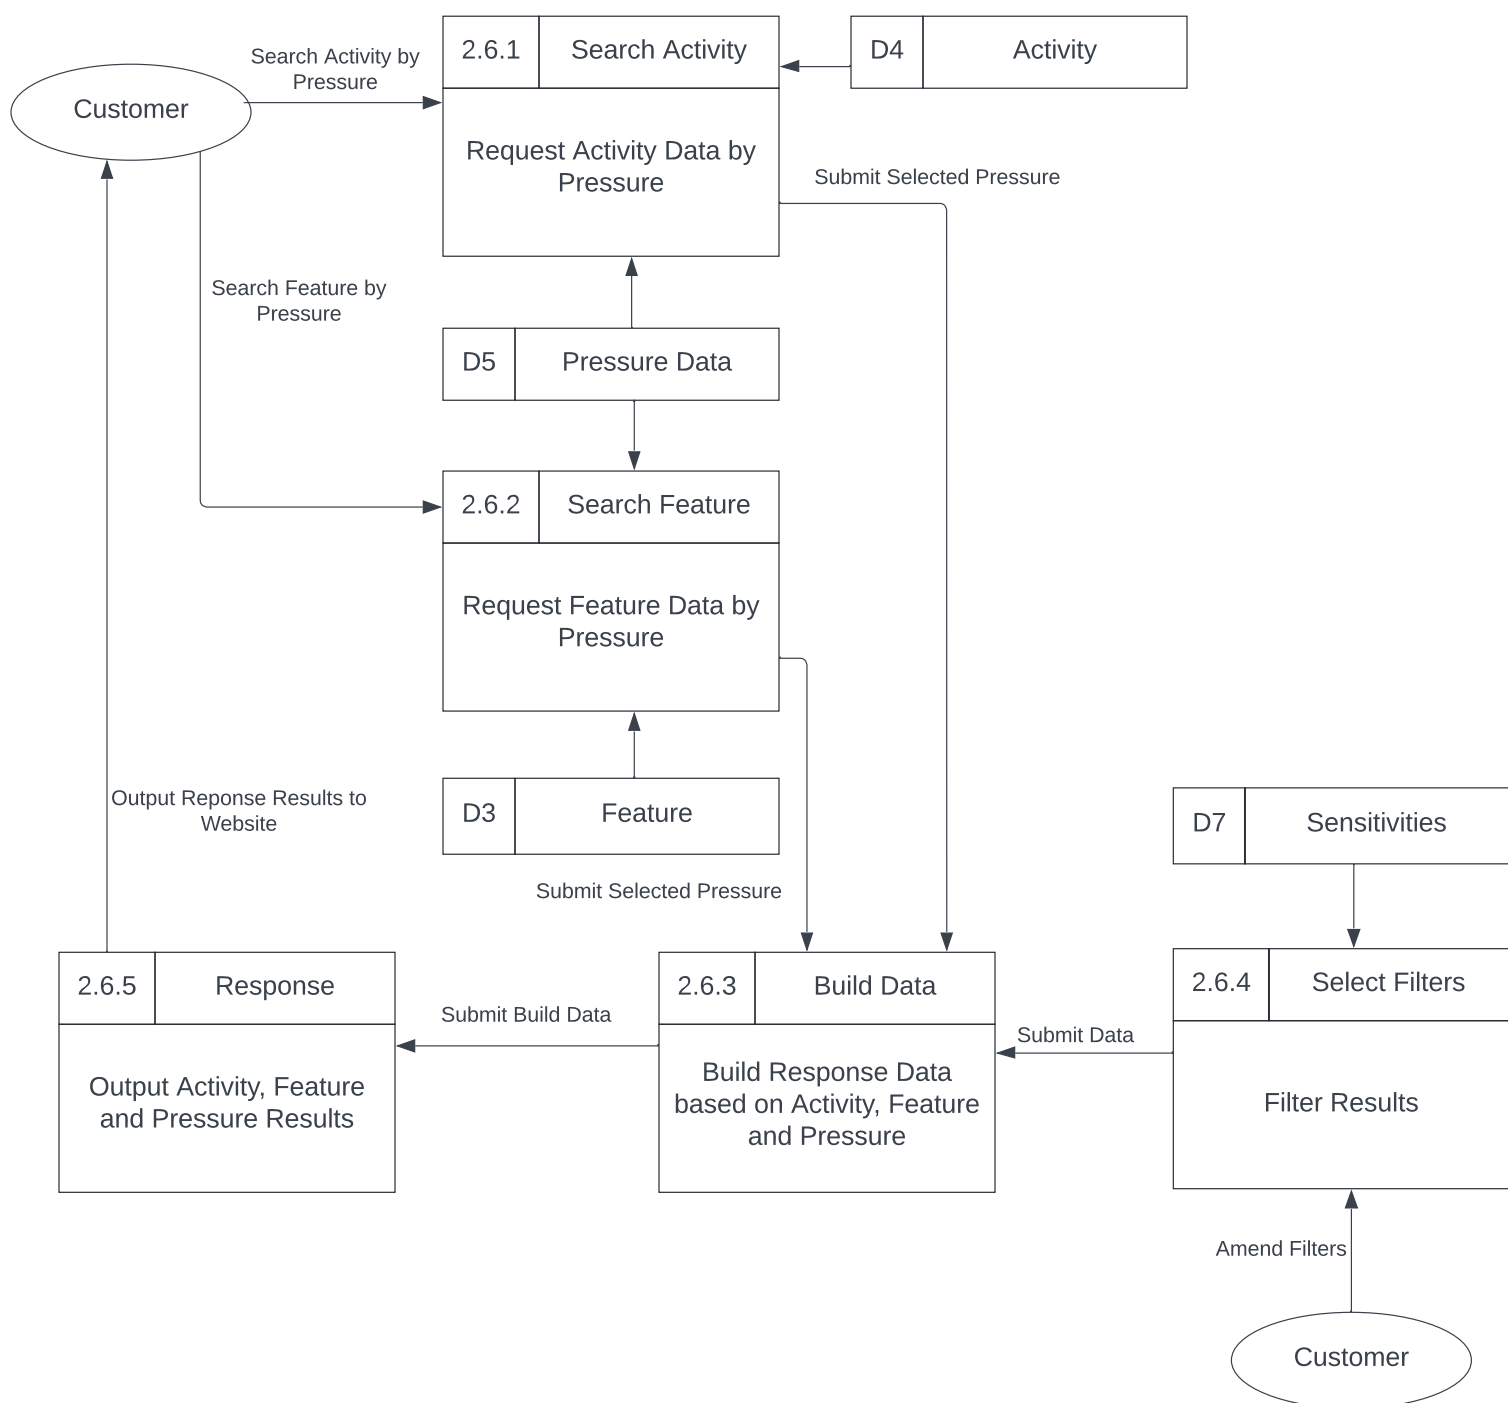 2.6.1
Search Activity
D4
Activity
Search Activity by
Pressure
Customer
Request Activity Data by
Pressure
Submit Selected Pressure
Search Feature by
Pressure
D5
Pressure Data
2.6.2
Search Feature
Request Feature Data by
Pressure
Output Reponse Results to
Website
D3
Feature
D7
Sensitivities
Submit Selected Pressure
2.6.5
Response
Submit Build Data
2.6.3
Build Data
2.6.4
Select Filters
Submit Data
Output Activity, Feature
and Pressure Results
Build Response Data
based on Activity, Feature
and Pressure
Filter Results
Amend Filters
Customer